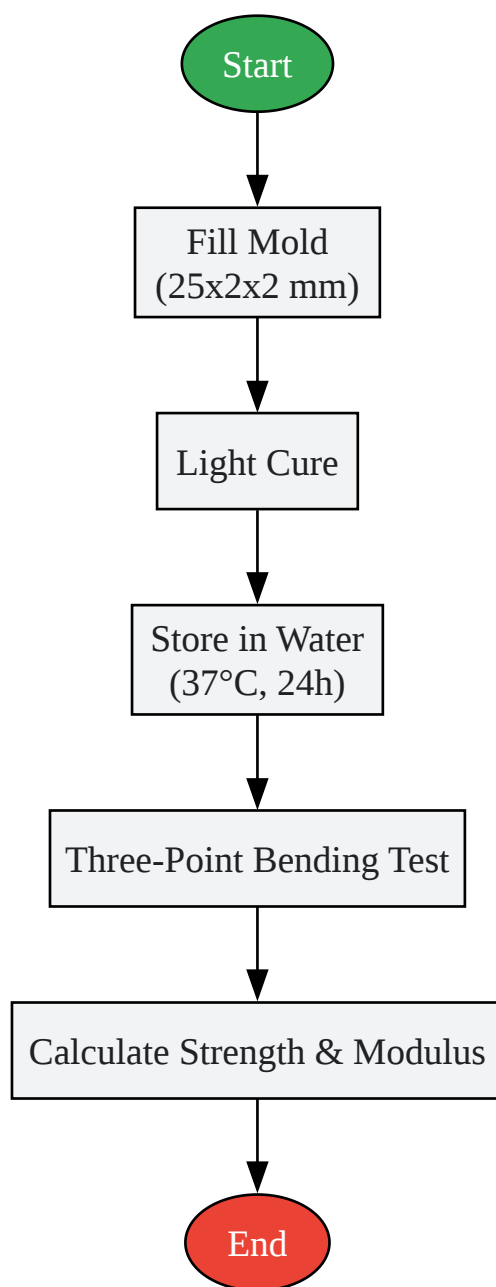 Start
Fill Mold
(25x2x2 mm)
Light Cure
Store in Water
(37°C, 24h)
Three-Point Bending Test
Calculate Strength & Modulus
End